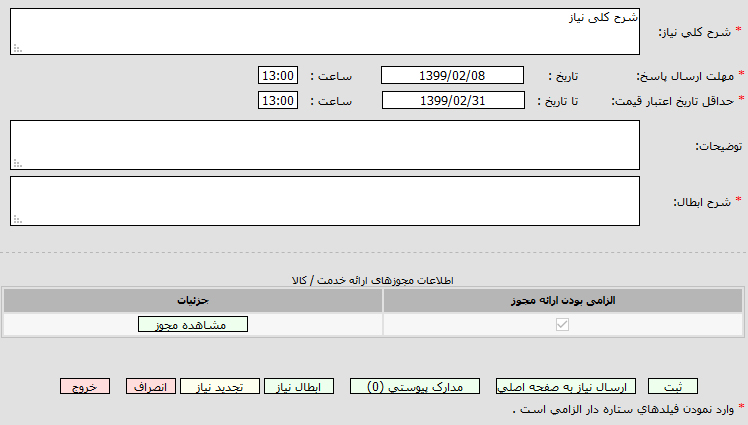 * شرح کلي نياز: شرح کلی نیاز
* مهلت ارسال پاسخ: تاريخ : 1399/02/08 ساعت : 13:00
* حداقل تاريخ اعتبار قيمت: تا تاريخ : 1399/02/31 ساعت : 13:00
توضيحات:
* شرح ابطال:
اطلاعات مجوزهای ارائه خدمت / کالا
الزامی بودن ارائه مجوز جزئیات
مشاهده مجوز
ثبت ارسال نياز به صفحه اصلي مدارک پيوستي (0) ابطال نياز تجديد نياز انصراف خروج
* وارد نمودن فيلدهاي ستاره دار الزامي است .